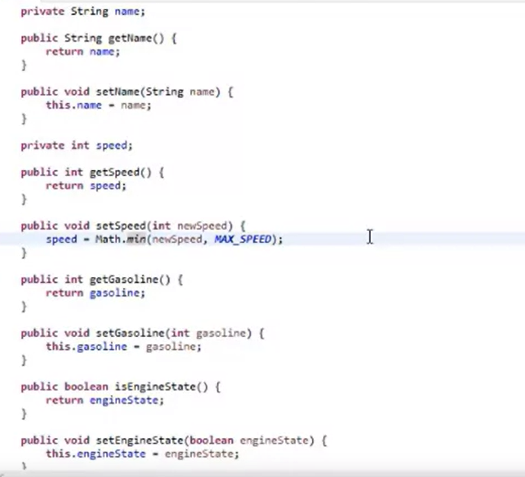 private String name;
public String getName() {
return name;
}
public void setName(String name) {
this.name = name;
}
private int speed;
public int getSpeed() {
return speed;
}
public void setSpeed(int newSpeed) {
speed = Math.min(newSpeed, MAX_SPEED);
}
public int getGasoline() {
return gasoline;
}
public void setGasoline(int gasoline) {
this.gasoline = gasoline;
}
public boolean isEngineState() {
return engineState;
}
public void setEngineState(boolean engineState) {
this.engineState = engineState;
}